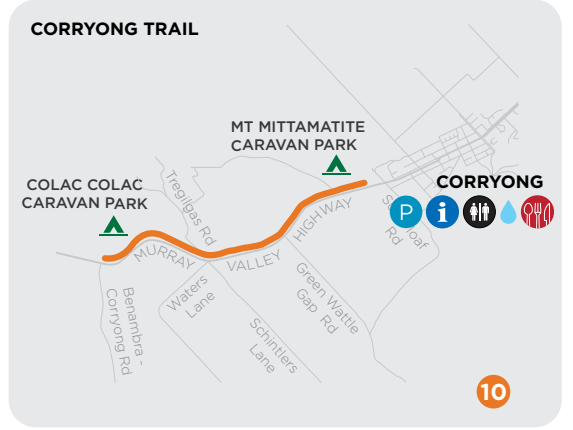 CORRYONG TRAIL
MT MITTAMATITE
CARAVAN PARK
COLAC COLAC
CARAVAN PARK
Tregilgas Rd
CORRYONG
P i
Rd
MURRAY VALLEY HIGHWAY
Benambra -
Corryong Rd
Waters
Lane
Schintlers
Lane
Green Wattle
Gap Rd
10